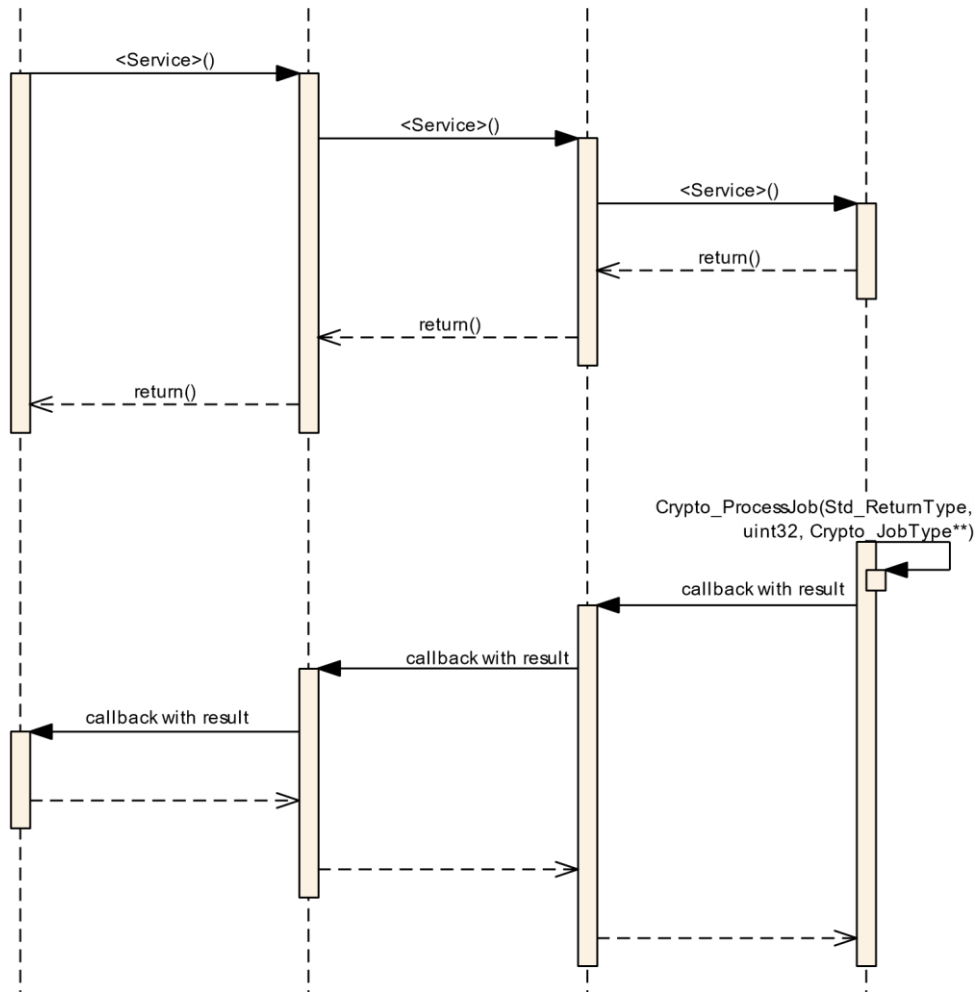 <Service>()
<Service>()
<Service>()
return()
return()
return()
Crypto_ProcessJob(Std_ReturnType,
uint32, Crypto_JobType**)
callback with result
callback with result
callback with result